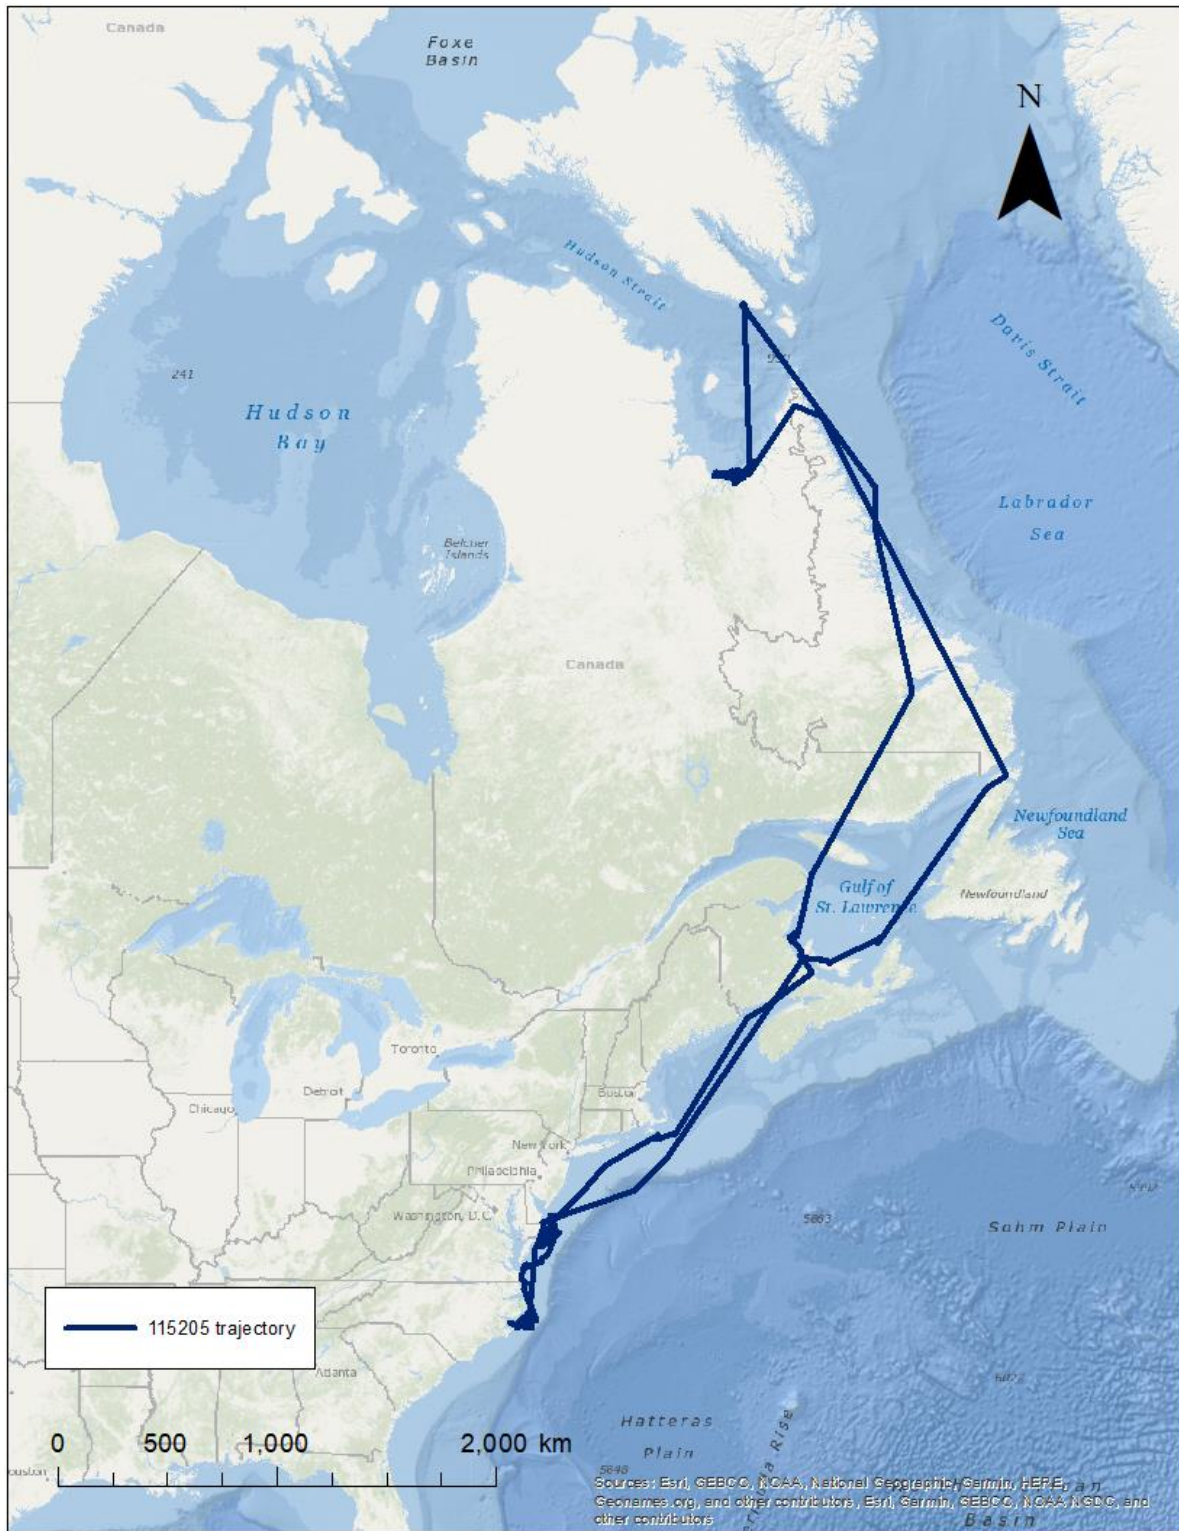 Canada
Foxe
Basin
N
Hudson Strait
Davis Strait
241
Hudson
Bay
Labrador
Sea
Belcher
Islands
Canada
Newfoundland
Sea
Gulf of
St. Lawrence
Newfoundland
Toronto
Detroit
Chicago
Boston
New York
Philadelphia
Washington, D.C.
5003
Sohm Plain
115205 trajectory
Atlanta
Hatteras
Plain
Rise
0 500 1,000 2,000 km
ouston
Sources: Esri, GEBCO, NOAA, National Geographic, Garmin, HERE,
Geonames.org, and other contributors, Esri, Garmin, GEBCO, NOAA NGDC, and
other contributors
Basin